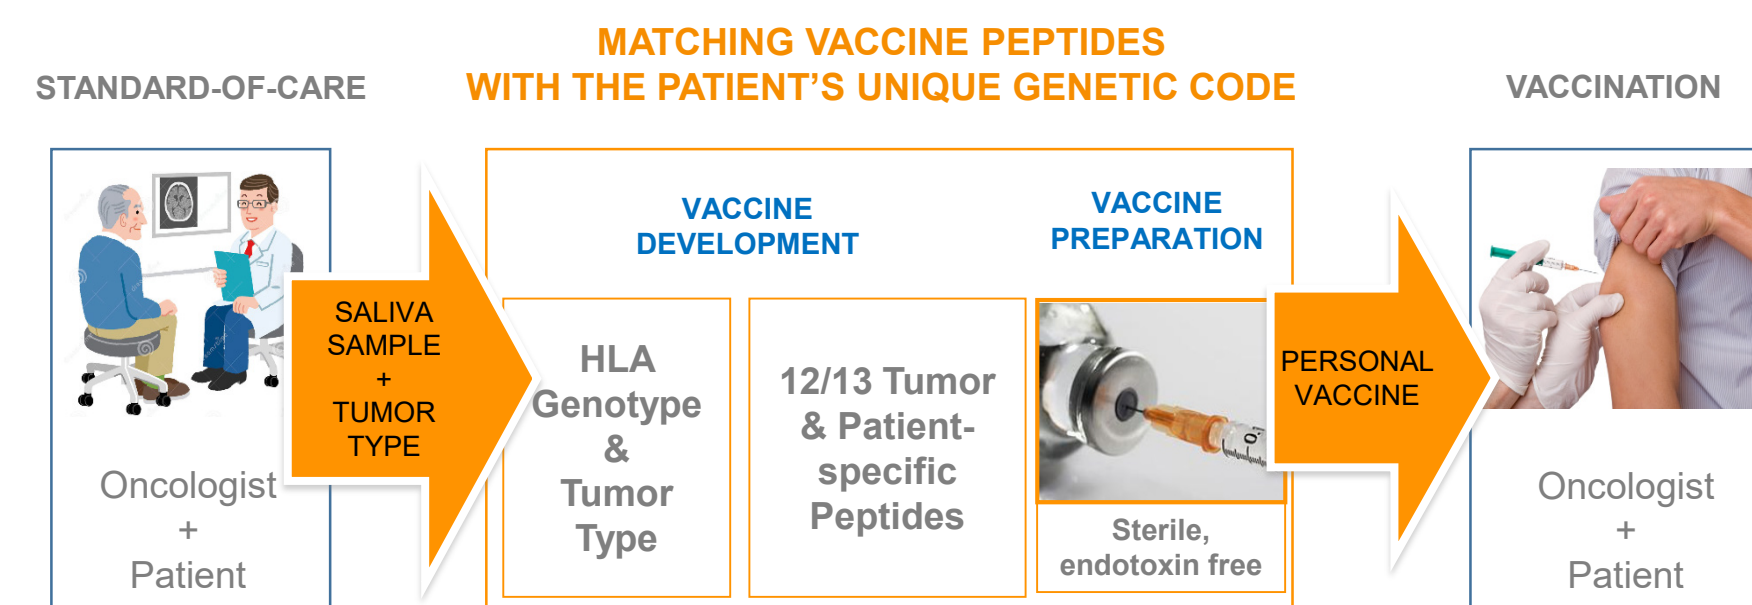 MATCHING VACCINE PEPTIDES
WITH THE PATIENT'S UNIQUE GENETIC CODE
STANDARD-OF-CARE
VACCINATION
VACCINE
DEVELOPMENT
VACCINE
PREPARATION
SALIVA
SAMPLE
+
TUMOR
TYPE
Oncologist
+
Patient
HLA
Genotype
&
Tumor
Type
12/13 Tumor
& Patient-
specific
Peptides
Sterile,
endotoxin free
PERSONAL
VACCINE
Oncologist
+
Patient